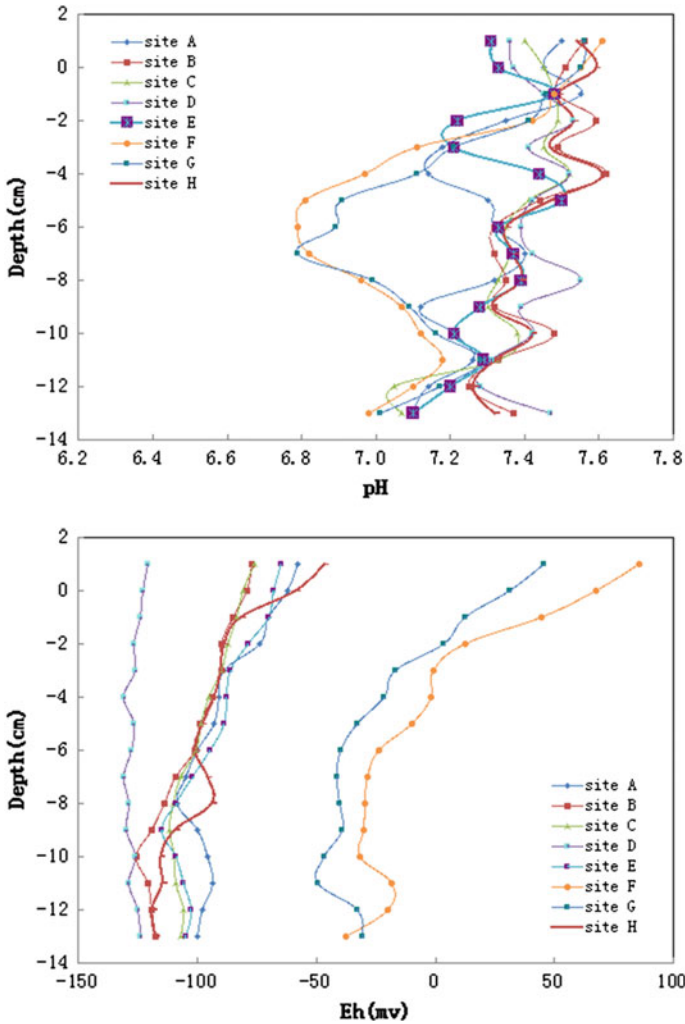 2
site A
site B
site C
site D
site E
site F
site G
site H
0
-2
-4
-6
-8
-10
-12
-14
Depth(cm)
6.2 6.4 6.6 6.8 7.0 7.2 7.4 7.6 7.8
pH
2
0
-2
-4
-6
-8
-10
-12
-14
Depth(cm)
site A
site B
site C
site D
site E
site F
site G
site H
-150 -100 -50 0 50 100
Eh(mv)